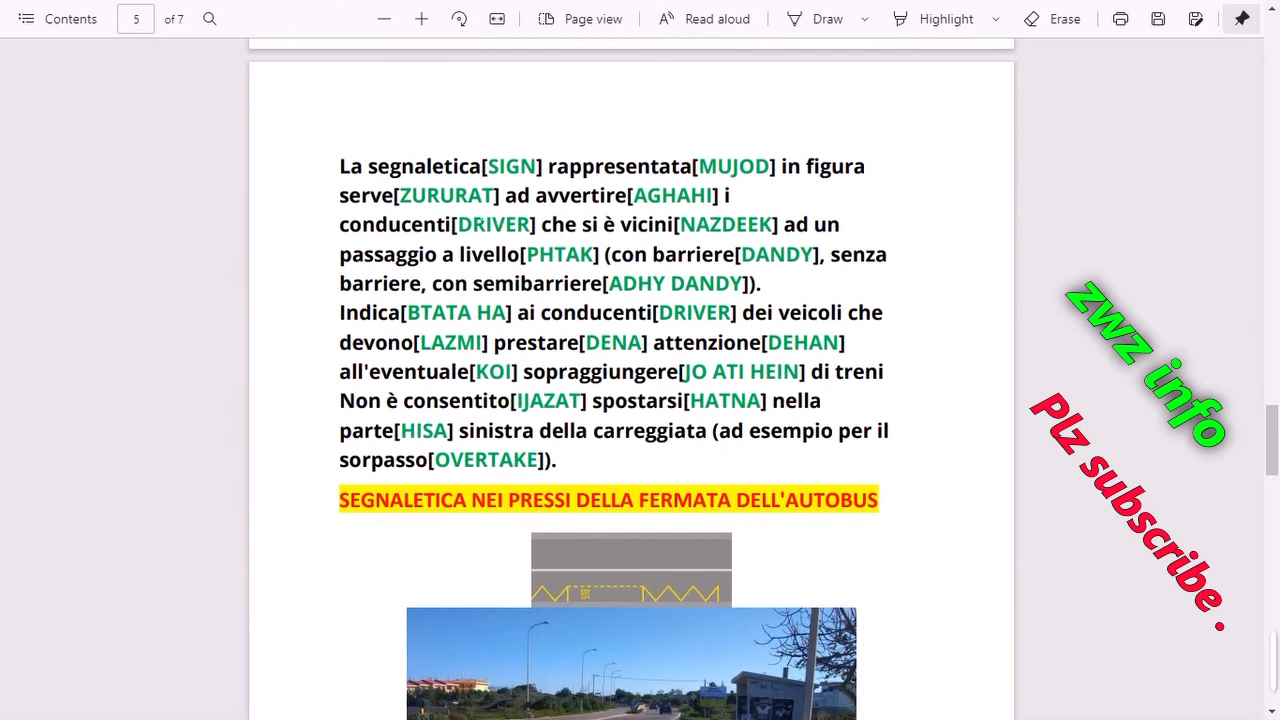 Contents
5
of 7
Page view
Read aloud
Draw
Highlight
Erase
La segnaletica[SIGN] rappresentata[MUJOD] in figura
serve[ZURURAT] ad avvertire[AGHAHI] i
conducenti[DRIVER] che si è vicini[NAZDEEK] ad un
passaggio a livello[PHTAK] (con barriere[DANDY], senza
barriere, con semibarriere[ADHY DANDY]).
Indica[BTATA HA] ai conducenti[DRIVER] dei veicoli che
devono[LAZMI] prestare[DENA] attenzione[DEHAN]
all'eventuale[KOI] sopraggiungere[JO ATI HEIN] di treni
Non è consentito[IJAZAT] spostarsi[HATNA] nella
parte[HISA] sinistra della carreggiata (ad esempio per il
sorpasso[OVERTAKE]).
SEGNALETICA NEI PRESSI DELLA FERMATA DELL'AUTOBUS
zwz info
Plz subscribe .